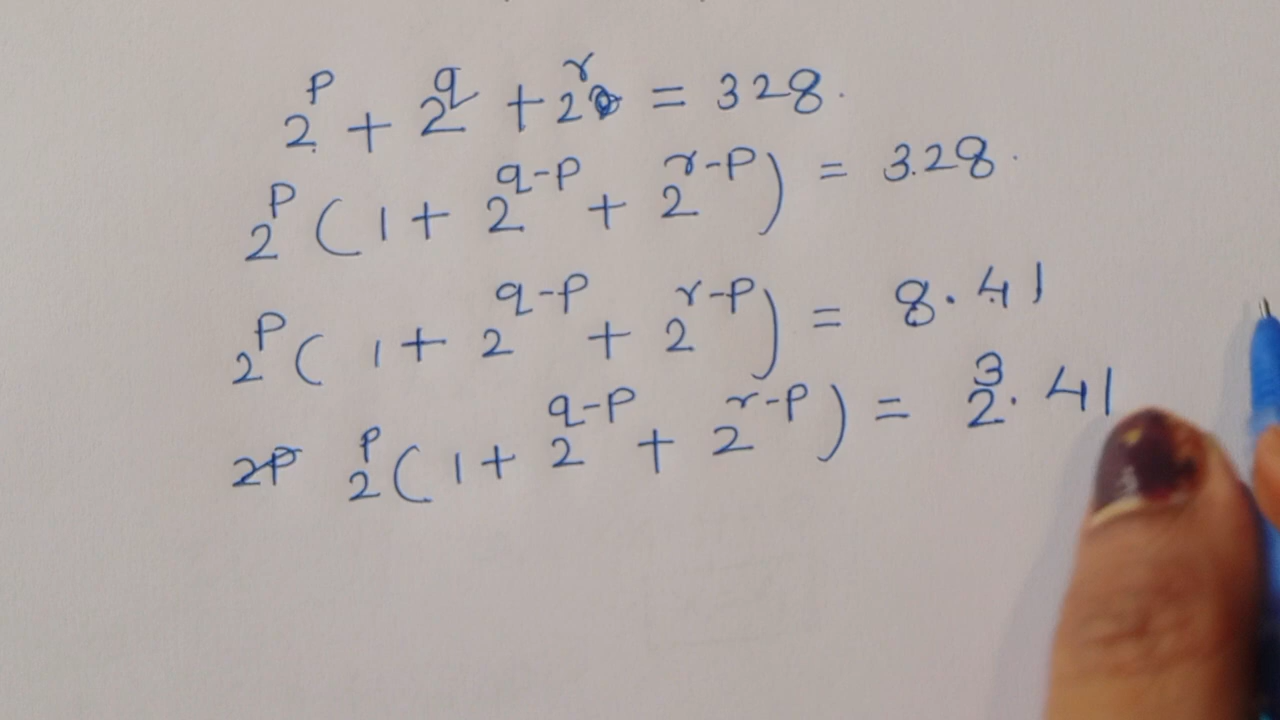 2^p + 2^q + 2^r = 328.
2^p (1 + 2^{q-p} + 2^{r-p}) = 328.
2^p (1 + 2^{q-p} + 2^{r-p}) = 8.41
2p 2^p (1 + 2^{q-p} + 2^{r-p}) = 2^3. 41